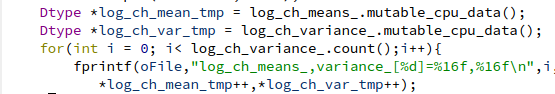 Dtype *log_ch_mean_tmp = log_ch_means_.mutable_cpu_data();
Dtype *log_ch_var_tmp = log_ch_variance_.mutable_cpu_data();
for(int i = 0; i< log_ch_variance_.count();i++){
fprintf(oFile,"log_ch_means_,variance_[%d]=%16f,%16f\n",i,
*log_ch_mean_tmp++,*log_ch_var_tmp++);